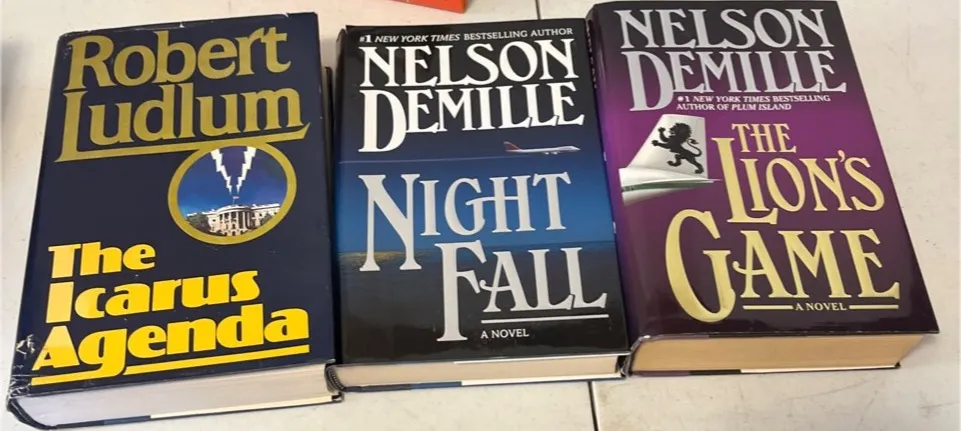 Robert
Ludlum
The
Icarus
Agenda
#1 NEW YORK TIMES BESTSELLING AUTHOR
NELSON
DEMILLE
NIGHT
FALL
A NOVEL
NELSON
DEMILLE
#1 NEW YORK TIMES BESTSELLING
AUTHOR OF PLUM ISLAND
THE
LION'S
GAME
A NOVEL